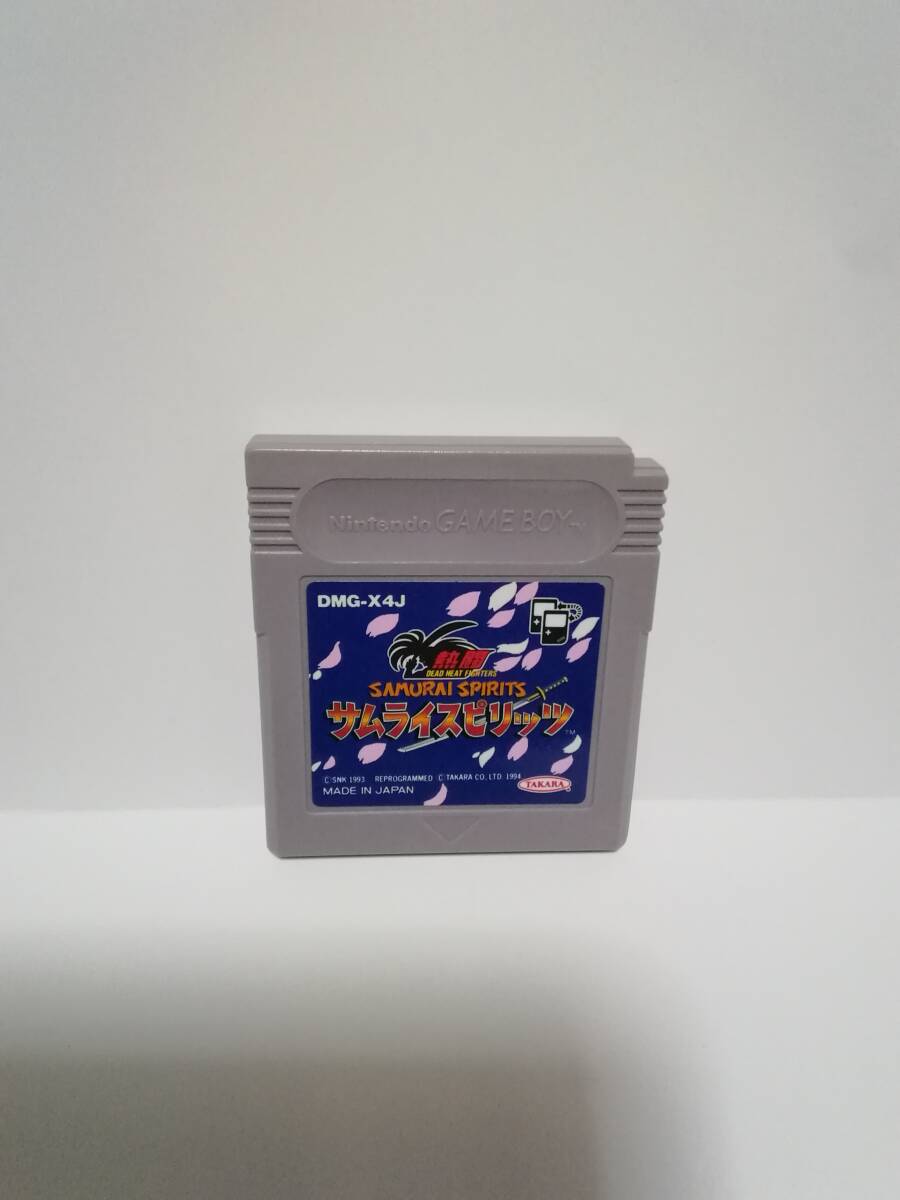 Nintendo GAME BOY TM
DMG-X4J
熱闘
DEAD HEAT FIGHTERS
SAMURAI SPIRITS
サムライスピリッツ TM
C SNK 1993 REPROGRAMMED C TAKARA CO., LTD. 1994
MADE IN JAPAN
TAKARA